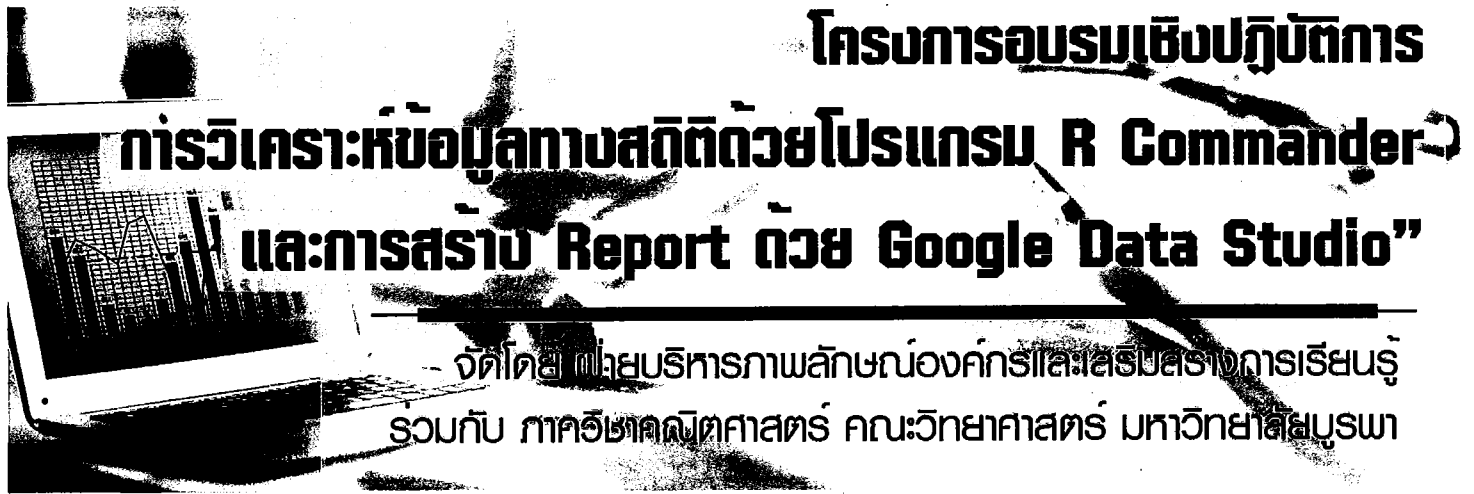 โครงการอบรมเชิงปฏิบัติการ
การวิเคราะห์ข้อมูลทางสถิติด้วยโปรแกรม R Commander
และการสร้าง Report ด้วย Google Data Studio”
จัดโดย ฝ่ายบริหารภาพลักษณ์องค์กรและเสริมสร้างการเรียนรู้
ร่วมกับ ภาควิชาคณิตศาสตร์ คณะวิทยาศาสตร์ มหาวิทยาลัยบูรพา